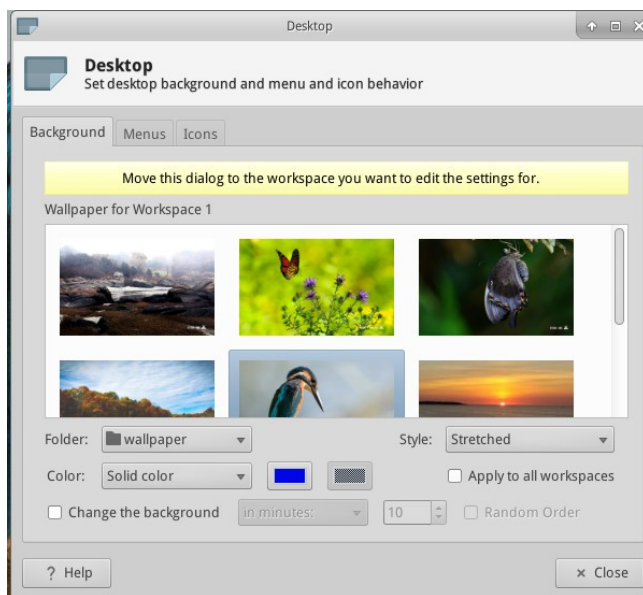 Desktop
Desktop
Set desktop background and menu and icon behavior
Background Menus Icons
Move this dialog to the workspace you want to edit the settings for.
Wallpaper for Workspace 1
Folder: wallpaper Style: Stretched
Color: Solid color Apply to all workspaces
Change the background in minutes: 10 Random Order
? Help × Close